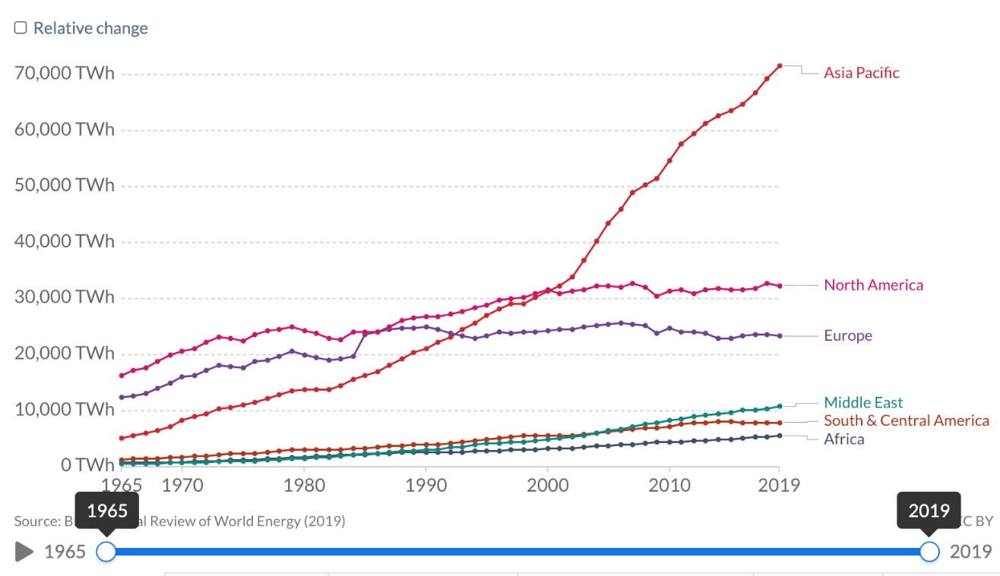 Relative change
70,000 TWh
60,000 TWh
50,000 TWh
40,000 TWh
30,000 TWh
20,000 TWh
10,000 TWh
0 TWh
Asia Pacific
North America
Europe
Middle East
South & Central America
Africa
1965 1970 1980 1990 2000 2010 2019
1965 2019
Source: B al Review of World Energy (2019) CC BY
1965 2019